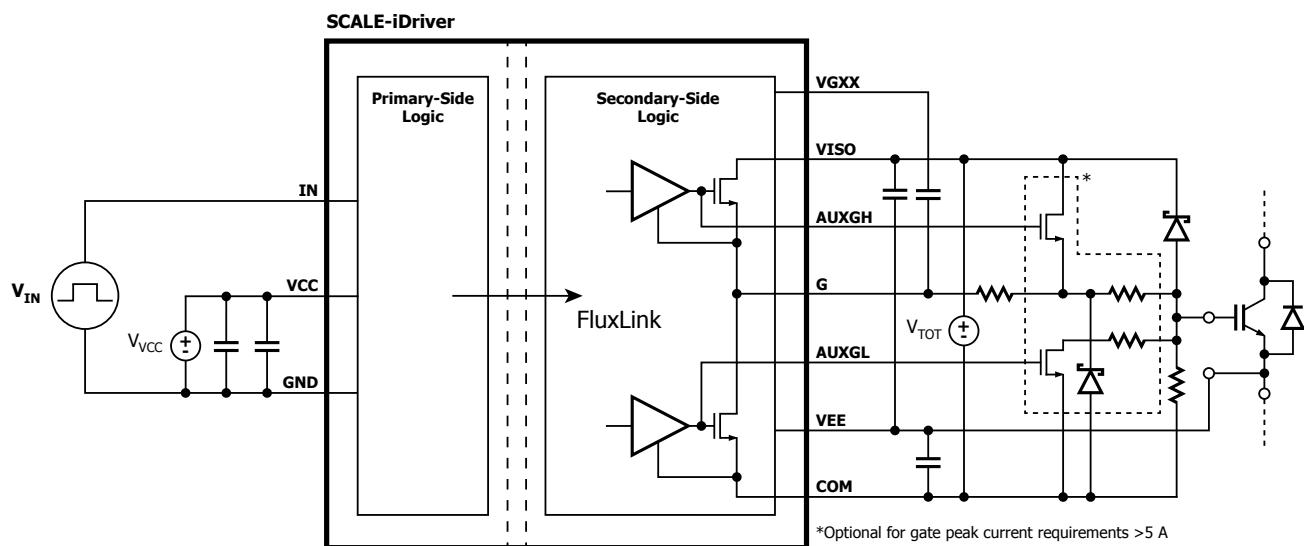 SCALE-iDriver
Primary-Side
Logic
Secondary-Side
Logic
VGXX
VISO
IN
AUXGH
*
VCC
G
VIN
FluxLink
VVCC
VTOT
AUXGL
GND
VEE
COM
*Optional for gate peak current requirements >5 A